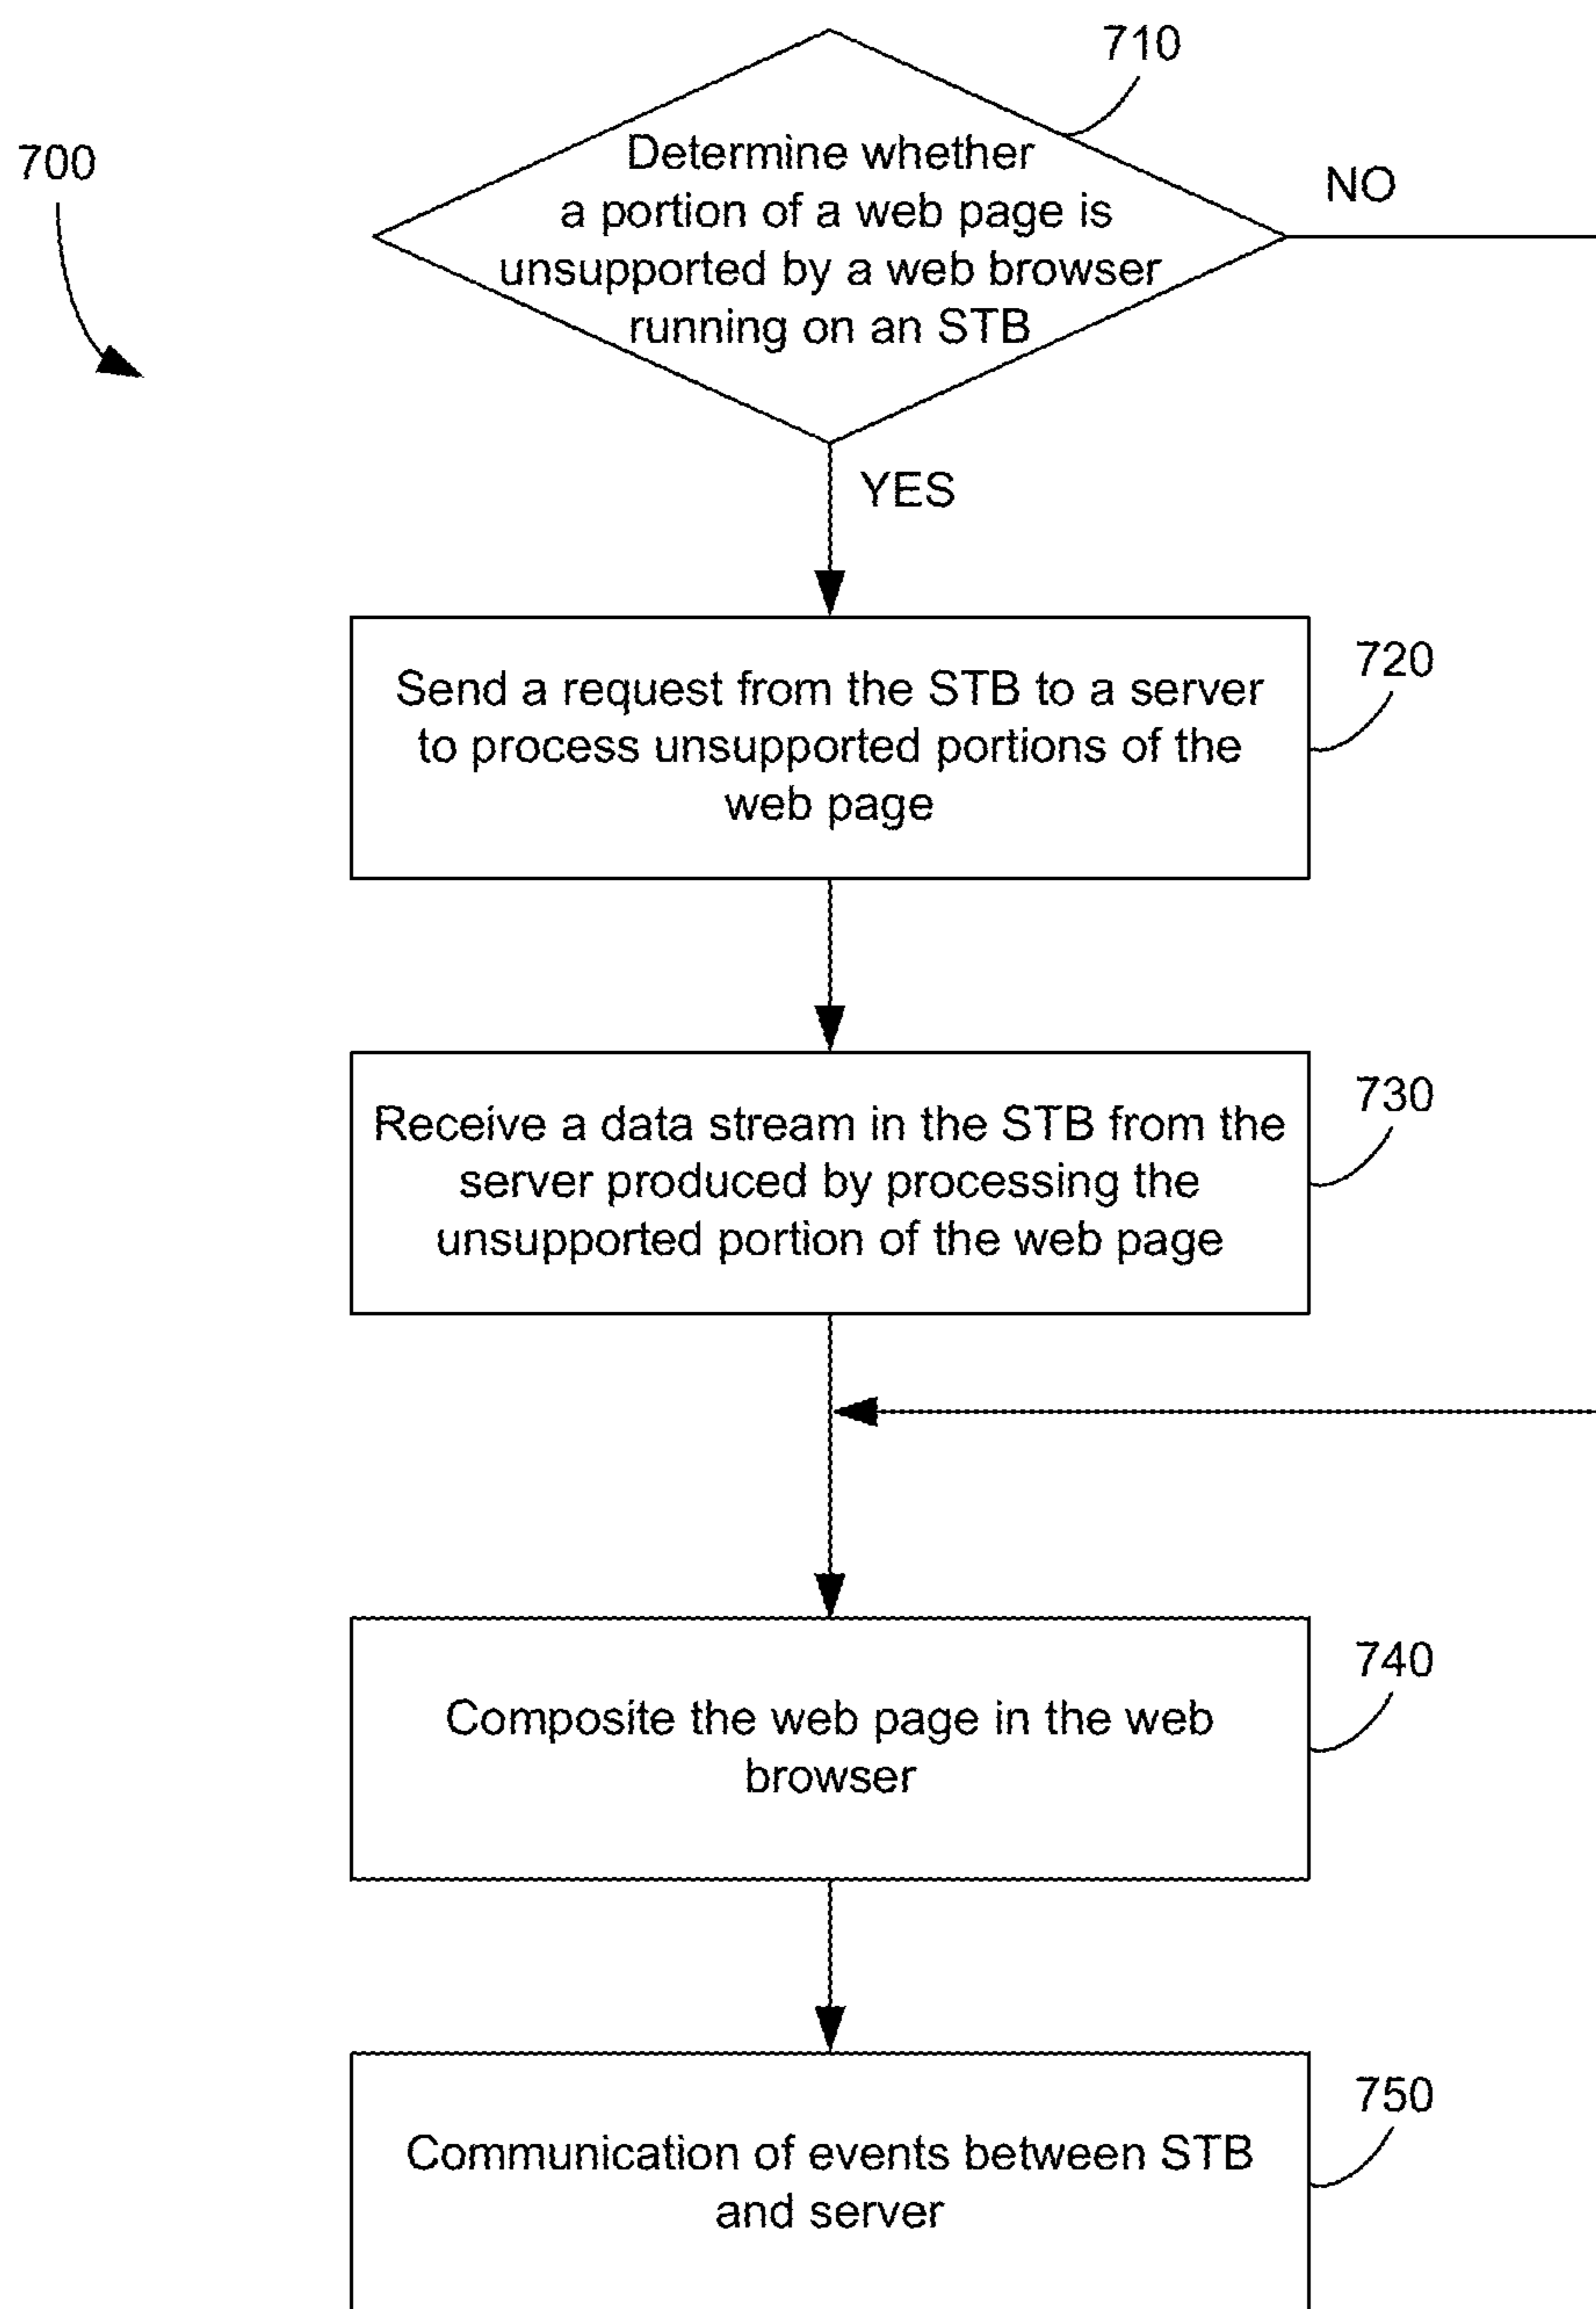 710
700
Determine whether
a portion of a web page is
unsupported by a web browser
running on an STB
NO
YES
720
Send a request from the STB to a server
to process unsupported portions of the
web page
730
Receive a data stream in the STB from the
server produced by processing the
unsupported portion of the web page
740
Composite the web page in the web
browser
750
Communication of events between STB
and server